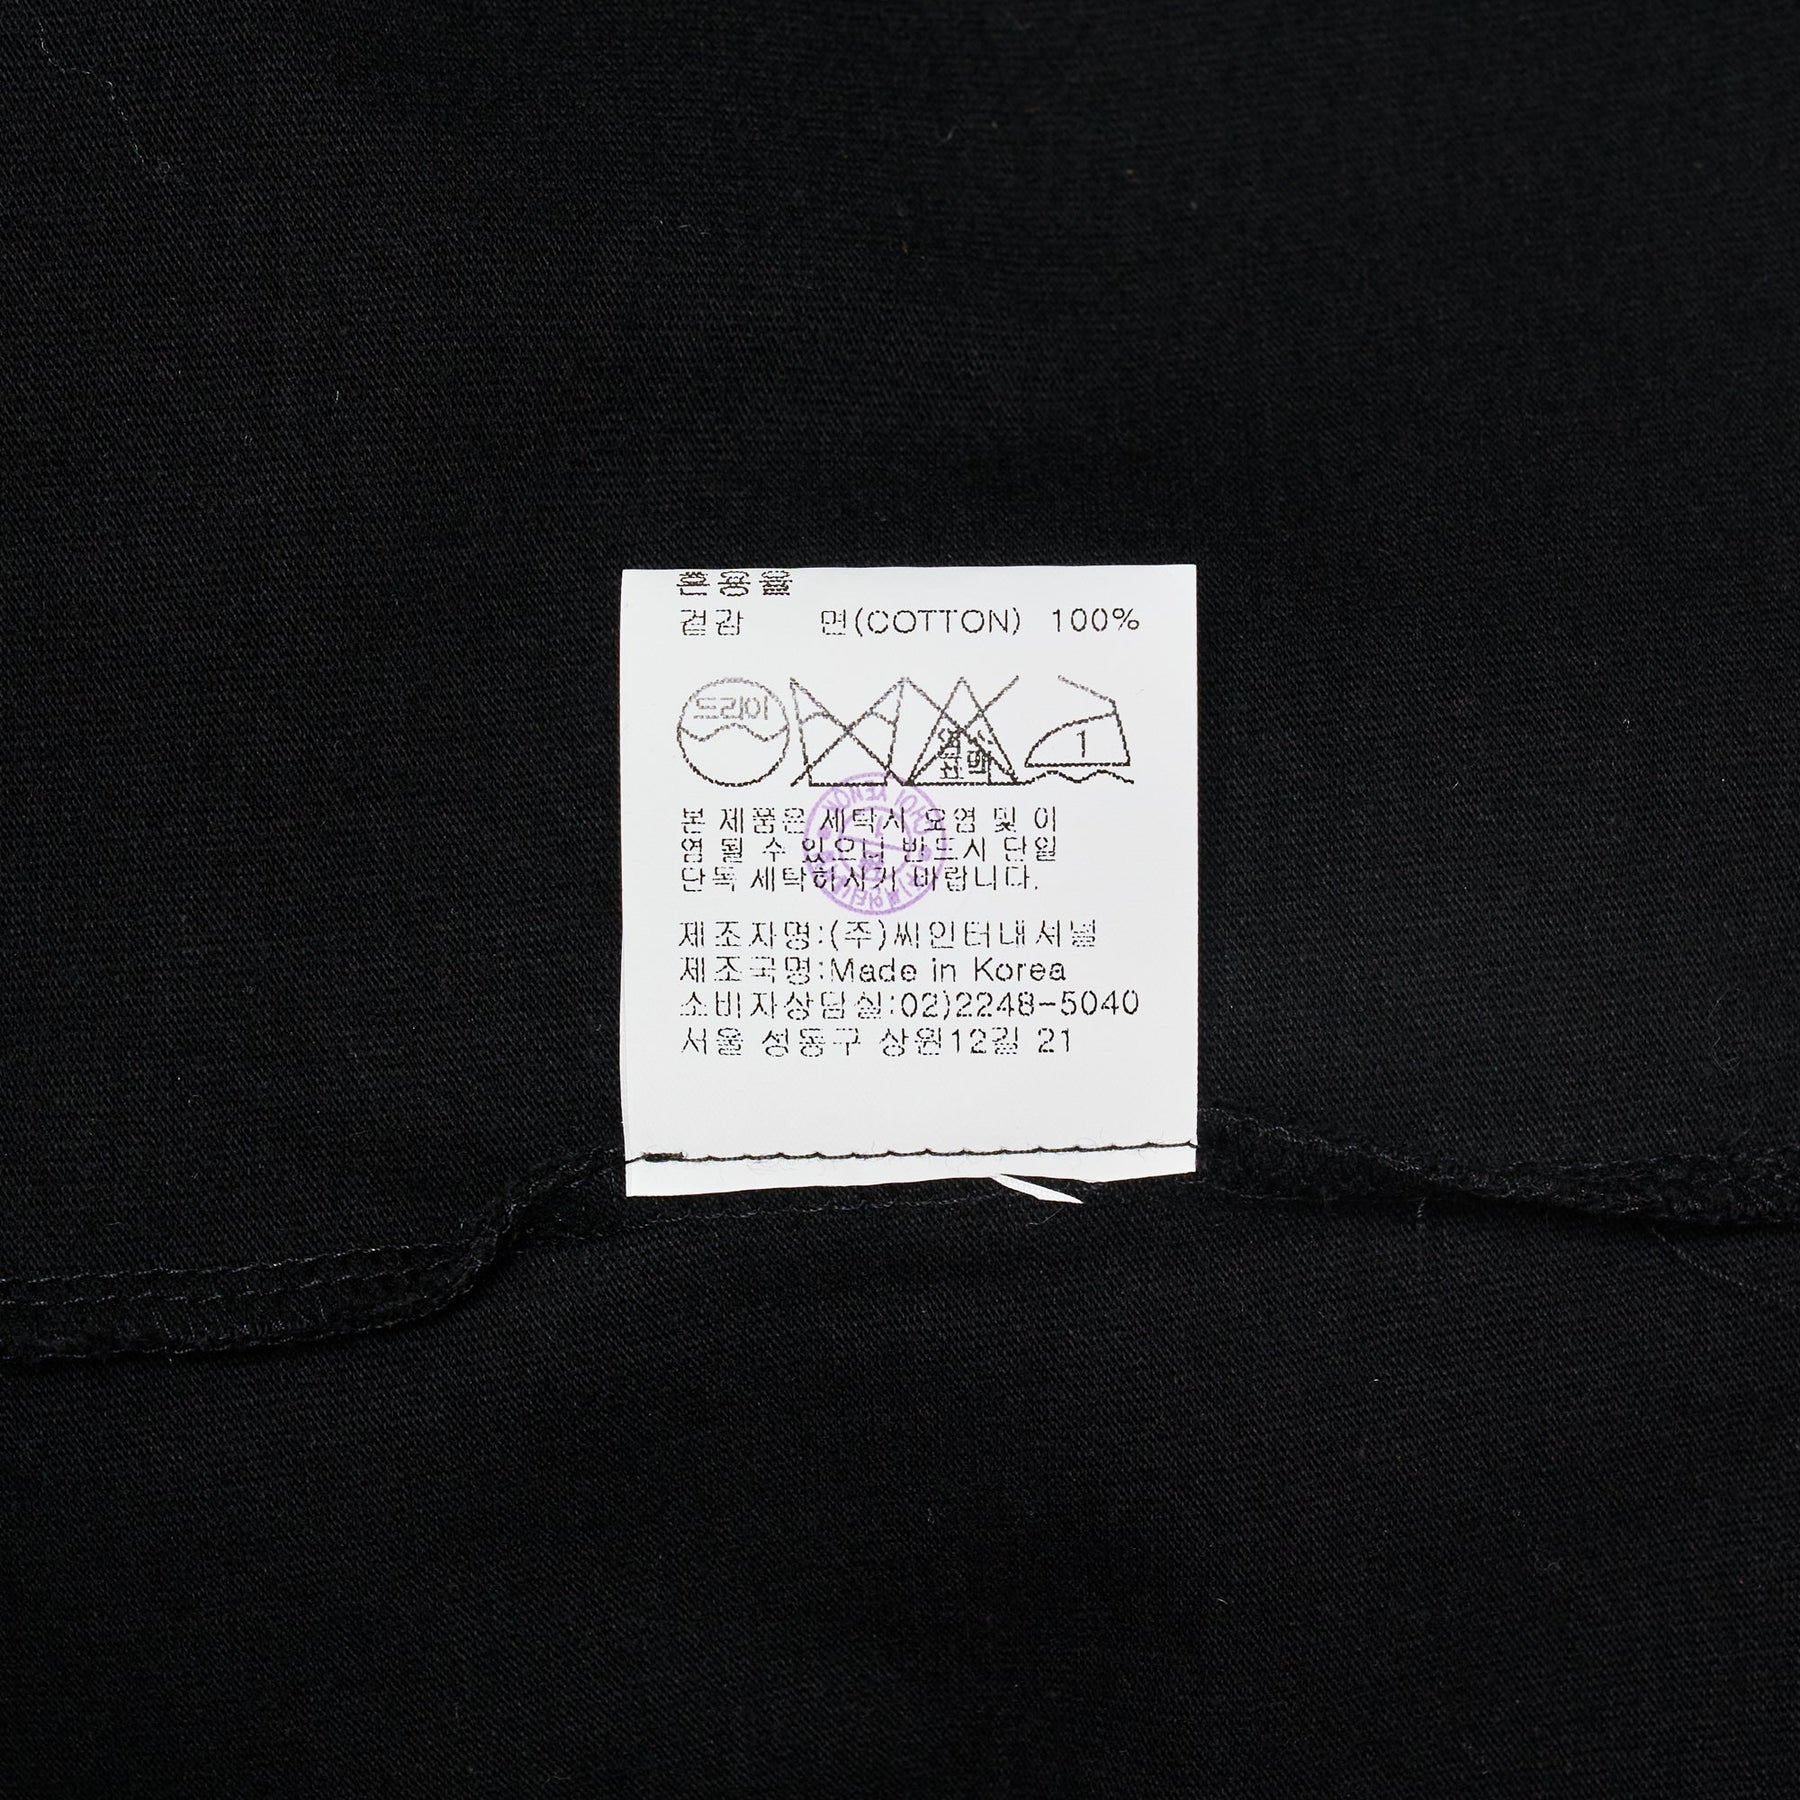 혼용율
겉감 면(COTTON) 100%
드라이
염소
표백
1
본 제품은 세탁시 오염 및 이
염 될 수 있으니 반드시 단일
단독 세탁하시기 바랍니다.
제조자명:(주)씨인터내셔널
제조국명:Made in Korea
소비자상담실:02)2248-5040
서울 성동구 상원12길 21